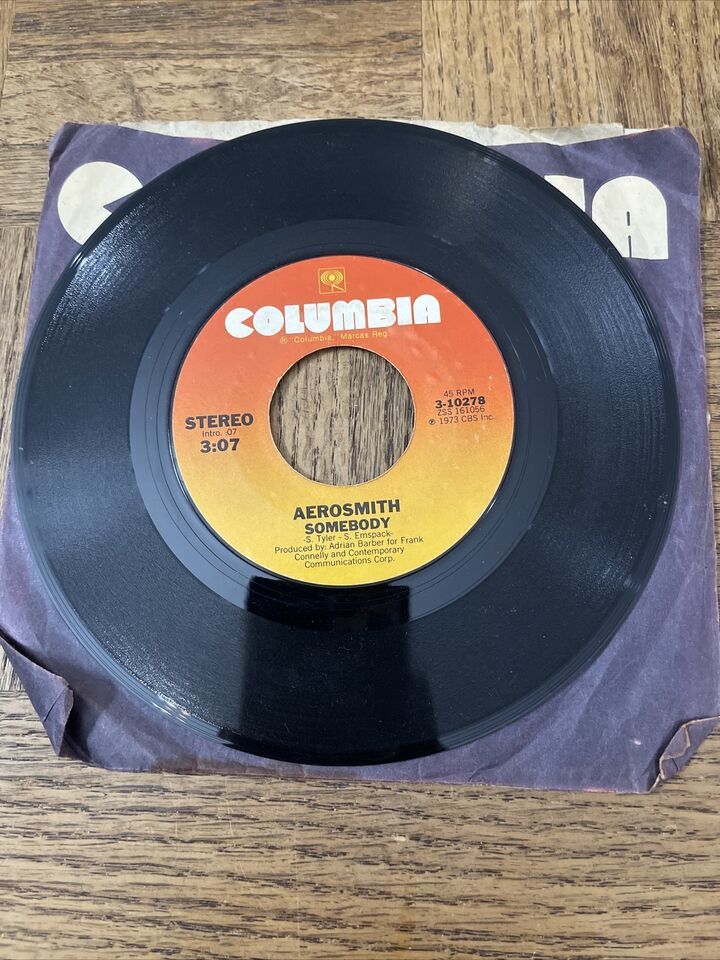 COLUMBIA
® "Columbia," Marcas Reg.
STEREO
Intro. :07
3:07
45 RPM
3-10278
ZSS 161056
℗ 1973 CBS Inc.
AEROSMITH
SOMEBODY
-S. Tyler - S. Emspack-
Produced by: Adrian Barber for Frank
Connelly and Contemporary
Communications Corp.